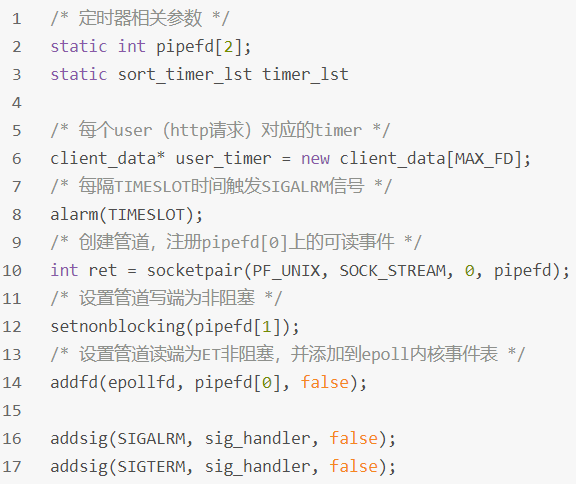 1 /* 定时器相关参数 */
2 static int pipefd[2];
3 static sort_timer_lst timer_lst
4
5 /* 每个user（http请求）对应的timer */
6 client_data* user_timer = new client_data[MAX_FD];
7 /* 每隔TIMESLOT时间触发SIGALRM信号 */
8 alarm(TIMESLOT);
9 /* 创建管道，注册pipefd[0]上的可读事件 */
10 int ret = socketpair(PF_UNIX, SOCK_STREAM, 0, pipefd);
11 /* 设置管道写端为非阻塞 */
12 setnonblocking(pipefd[1]);
13 /* 设置管道读端为ET非阻塞，并添加到epoll内核事件表 */
14 addfd(epollfd, pipefd[0], false);
15
16 addsig(SIGALRM, sig_handler, false);
17 addsig(SIGTERM, sig_handler, false);